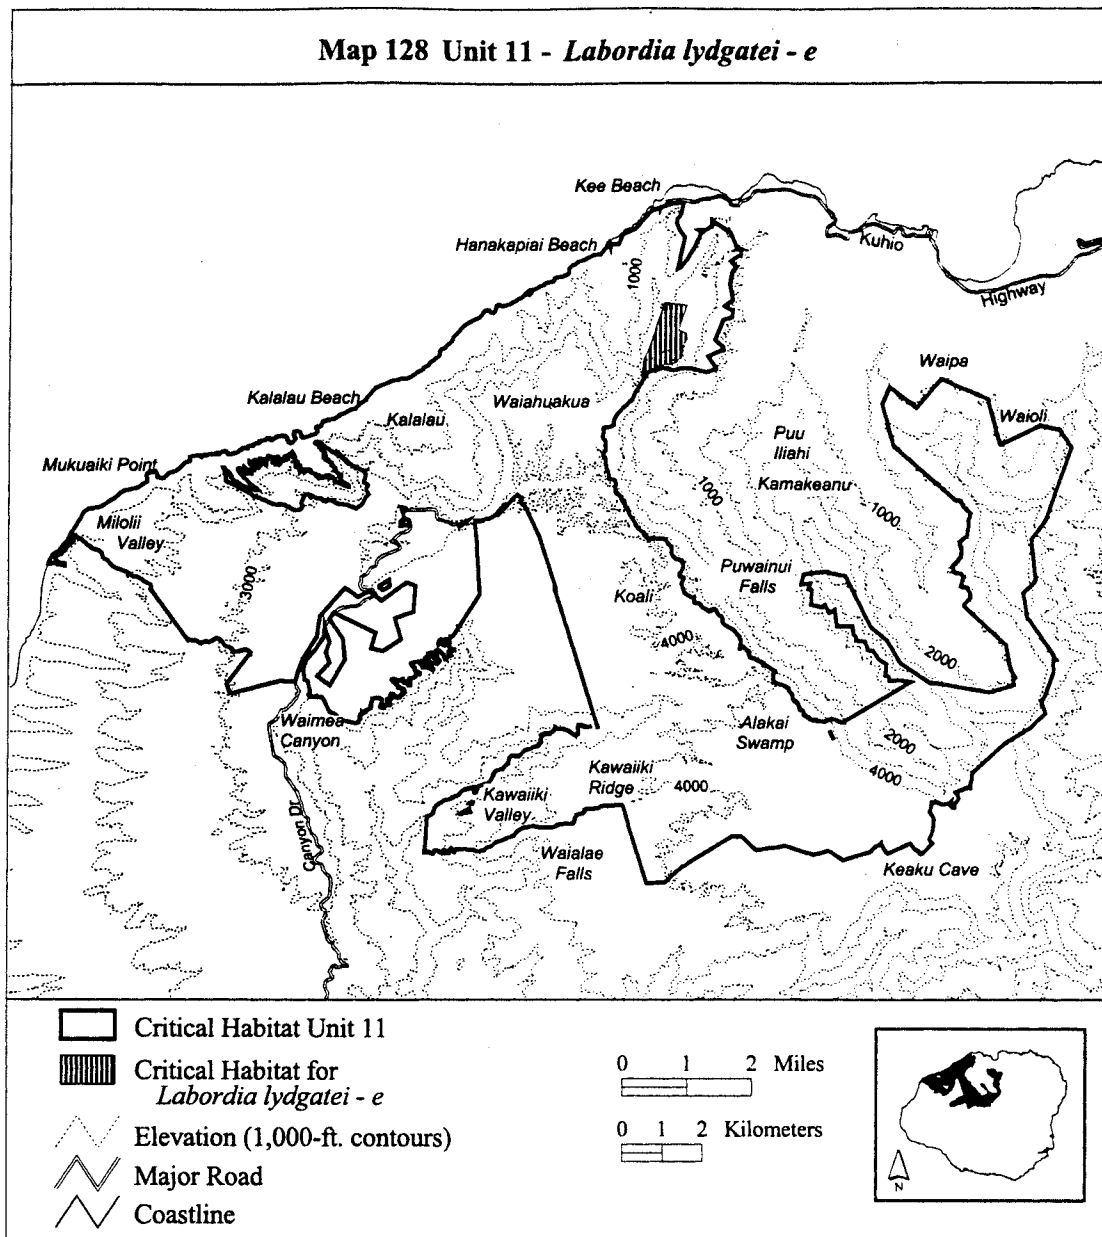 Map 128 Unit 11 - Labordia lydgatei - e
Kee Beach
Hanakapiai Beach
Kuhio
Highway
1000
Waipa
Kalalau Beach
Waiahuakua
Kalalau
Waioli
Puu
Iliahi
Mukuaiki Point
Kamakeanu
1000
1000
Milolii
Valley
Puwainui
Falls
3000
Koali
4000
2000
Waimea
Canyon
Alakai
Swamp
2000
Kawaiiki
Ridge
4000
4000
Kawaiiki
Valley
Canyon Dr
Waialae
Falls
Keaku Cave
Critical Habitat Unit 11
Critical Habitat for
Labordia lydgatei - e
Elevation (1,000-ft. contours)
Major Road
Coastline
0 1 2 Miles
0 1 2 Kilometers
N